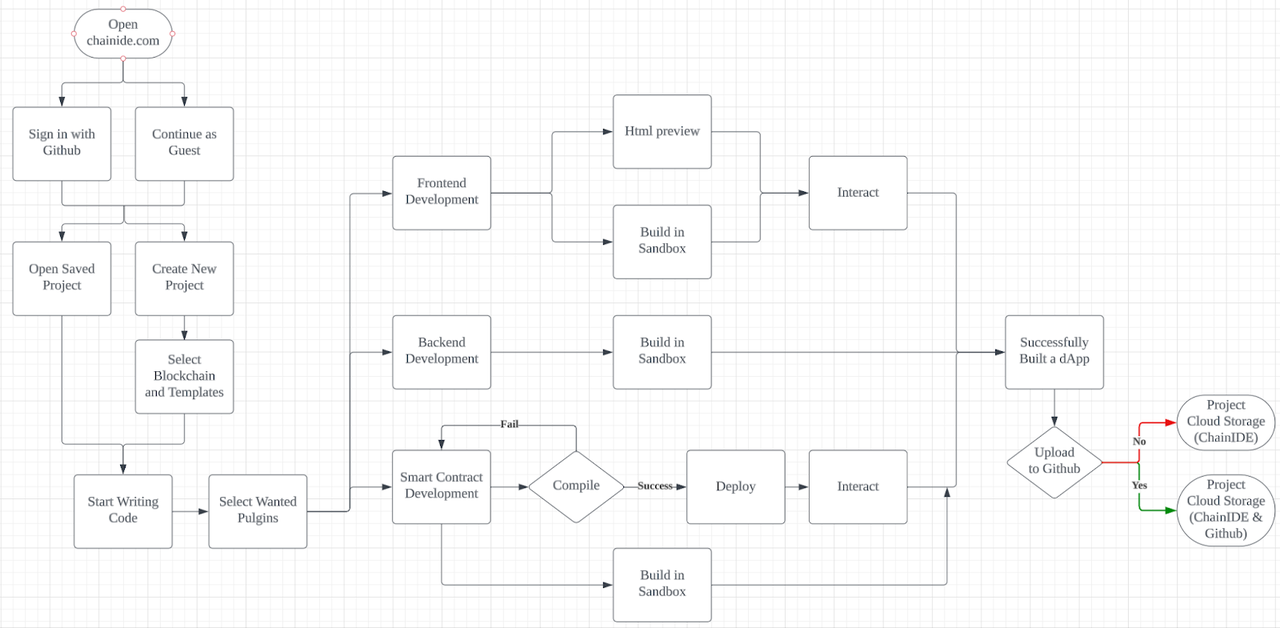 Open
chainide.com
Sign in with
Github
Continue as
Guest
Open Saved
Project
Create New
Project
Select
Blockchain
and Templates
Start Writing
Code
Select Wanted
Pulgins
Frontend
Development
Html preview
Build in
Sandbox
Interact
Backend
Development
Build in
Sandbox
Fail
Smart Contract
Development
Compile
Success
Deploy
Interact
Build in
Sandbox
Successfully
Built a dApp
Upload
to Github
No
Project
Cloud Storage
(ChainIDE)
Yes
Project
Cloud Storage
(ChainIDE &
Github)